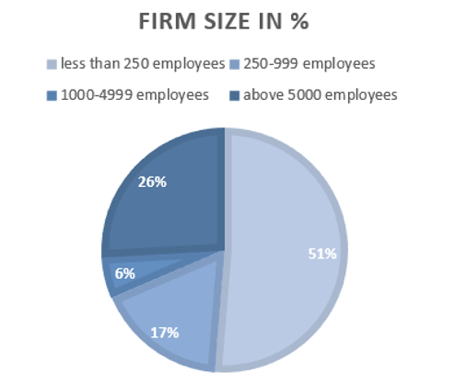 FIRM SIZE IN %
less than 250 employees 250-999 employees
1000-4999 employees above 5000 employees
26%
51%
6%
17%